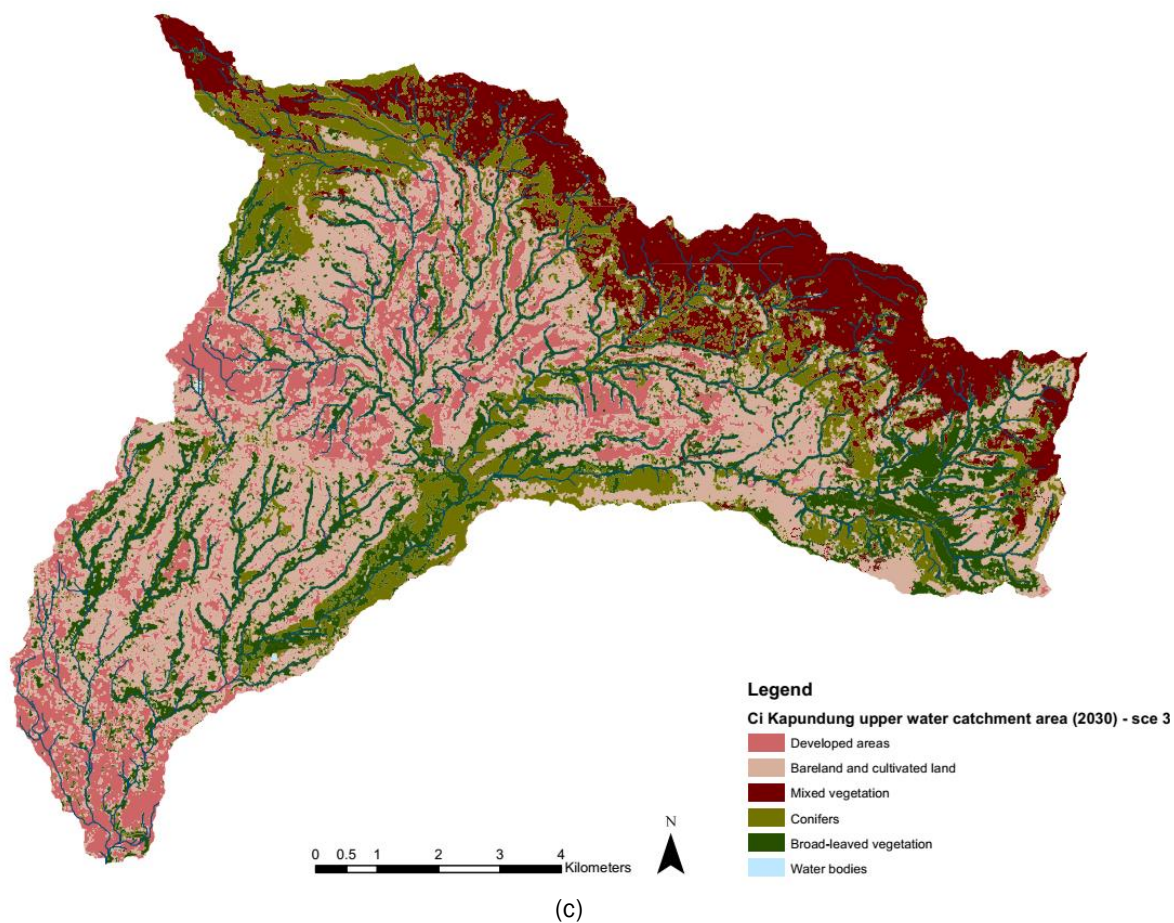 Legend
Ci Kapundung upper water catchment area (2030) - sce 3
Developed areas
Bareland and cultivated land
Mixed vegetation
Conifers
Broad-leaved vegetation
Water bodies
N
0 0.5 1 2 3 4
Kilometers
(c)